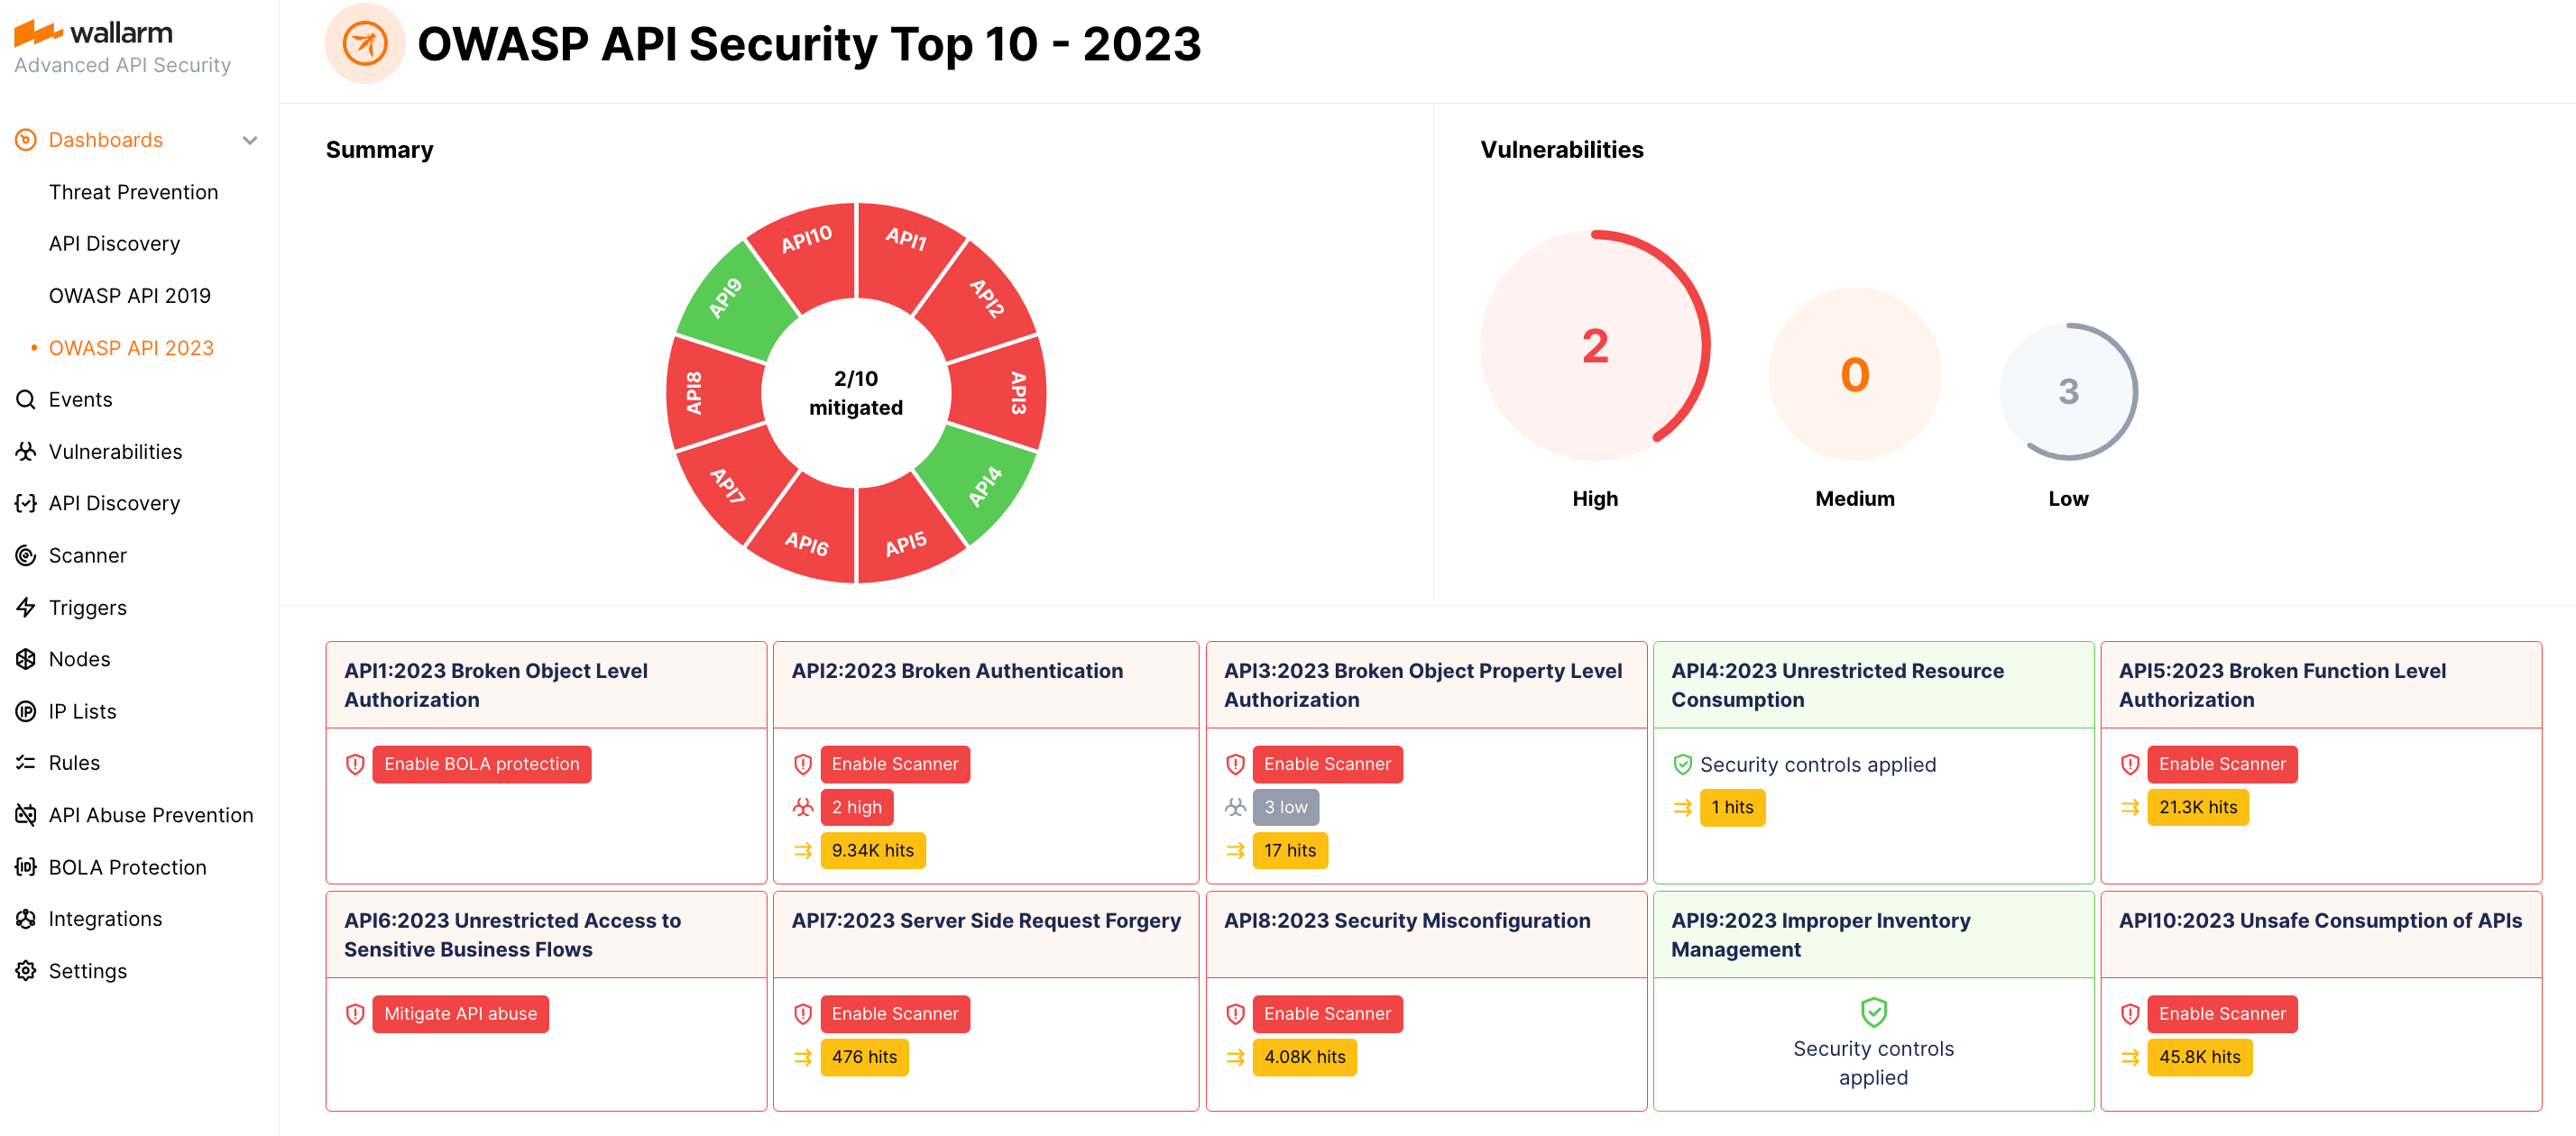 wallarm
Advanced API Security
Dashboards
Threat Prevention
API Discovery
OWASP API 2019
OWASP API 2023
Events
Vulnerabilities
API Discovery
Scanner
Triggers
Nodes
IP Lists
Rules
API Abuse Prevention
BOLA Protection
Integrations
Settings
OWASP API Security Top 10 - 2023
Summary
API1
API2
API3
API4
API5
API6
API7
API8
API9
API10
2/10
mitigated
Vulnerabilities
2
High
0
Medium
3
Low
API1:2023 Broken Object Level
Authorization
Enable BOLA protection
API2:2023 Broken Authentication
Enable Scanner
2 high
9.34K hits
API3:2023 Broken Object Property Level
Authorization
Enable Scanner
3 low
17 hits
API4:2023 Unrestricted Resource
Consumption
Security controls applied
1 hits
API5:2023 Broken Function Level
Authorization
Enable Scanner
21.3K hits
API6:2023 Unrestricted Access to
Sensitive Business Flows
Mitigate API abuse
API7:2023 Server Side Request Forgery
Enable Scanner
476 hits
API8:2023 Security Misconfiguration
Enable Scanner
4.08K hits
API9:2023 Improper Inventory
Management
Security controls
applied
API10:2023 Unsafe Consumption of APIs
Enable Scanner
45.8K hits